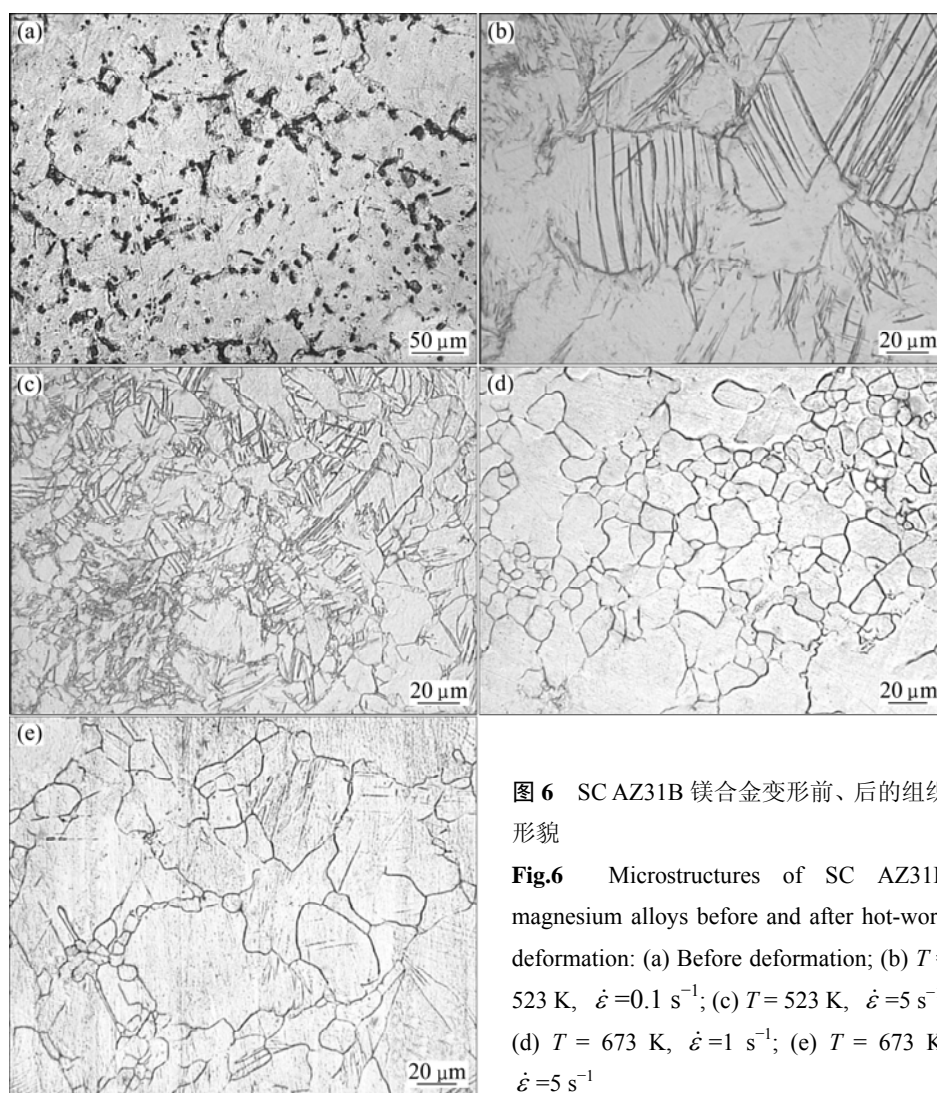 (a)
50 μm
(b)
20 μm
(c)
20 μm
(d)
20 μm
(e)
20 μm
图 6 SC AZ31B 镁合金变形前、后的组织
形貌
Fig.6 Microstructures of SC AZ31
magnesium alloys before and after hot-wor
deformation: (a) Before deformation; (b) T =
523 K, ε̇ =0.1 s⁻¹; (c) T = 523 K, ε̇ =5 s⁻
(d) T = 673 K, ε̇ =1 s⁻¹; (e) T = 673 K
ε̇ =5 s⁻¹